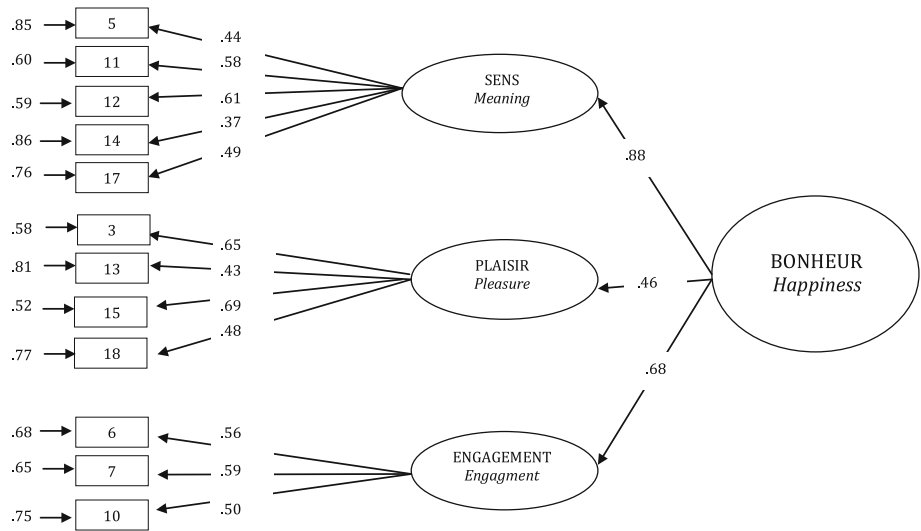 .85 5 .44
.60 11 .58
.59 12 .61
.86 14 .37
.76 17 .49
SENS
Meaning
.88
.58 3 .65
.81 13 .43
.52 15 .69
.77 18 .48
PLAISIR
Pleasure
.46
BONHEUR
Happiness
.68
.68 6 .56
.65 7 .59
.75 10 .50
ENGAGEMENT
Engagment